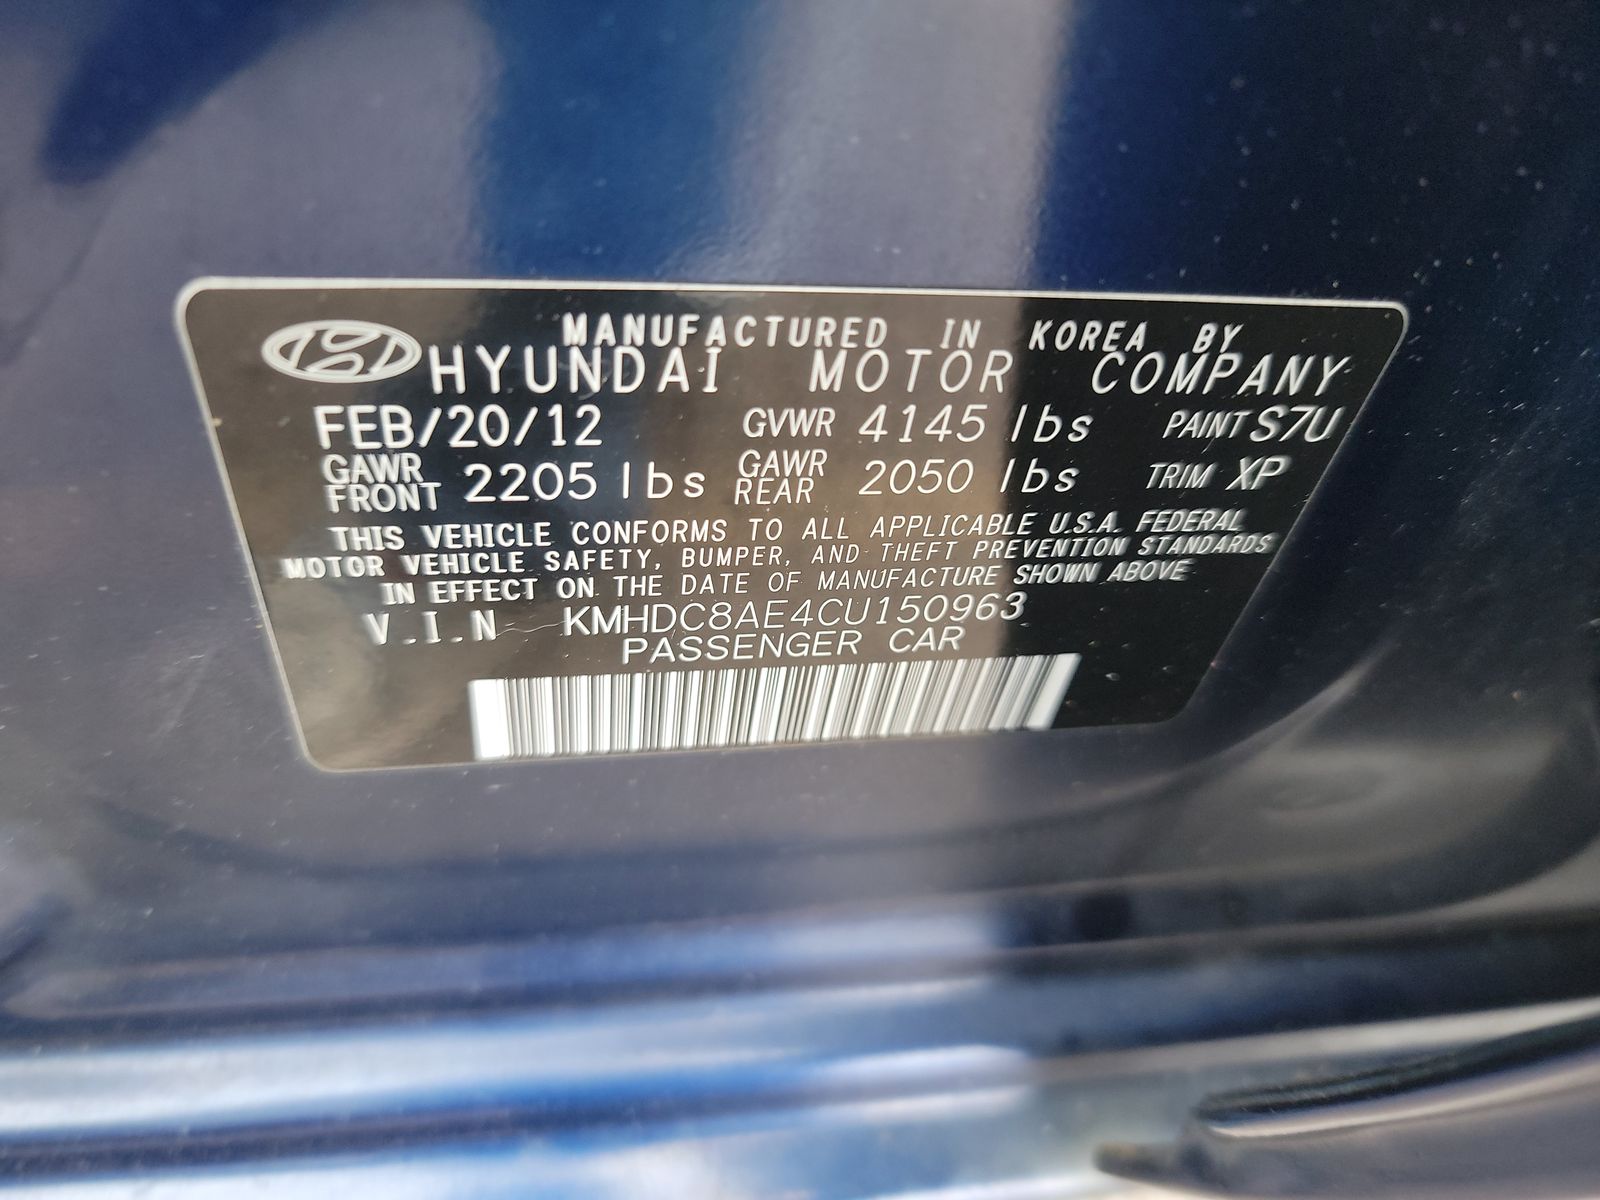 MANUFACTURED IN KOREA BY
HYUNDAI MOTOR COMPANY
FEB/20/12 GVWR 4145 lbs PAINT S7U
GAWR FRONT 2205 lbs GAWR REAR 2050 lbs TRIM XP
THIS VEHICLE CONFORMS TO ALL APPLICABLE U.S.A. FEDERAL
MOTOR VEHICLE SAFETY, BUMPER, AND THEFT PREVENTION STANDARDS
IN EFFECT ON THE DATE OF MANUFACTURE SHOWN ABOVE
V.I.N KMHDC8AE4CU150963
PASSENGER CAR